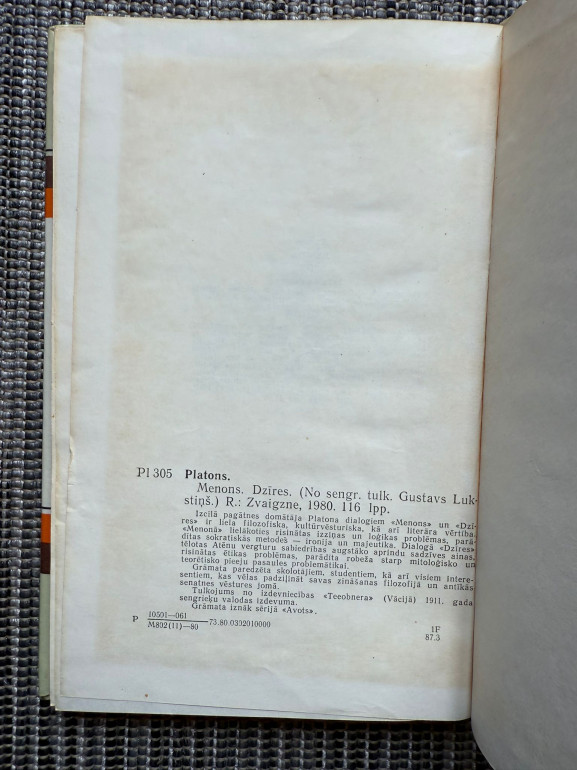 Pl 305 Platons.
Menons. Dzīres. (No sengr. tulk. Gustavs Luk-
stiņš.) R.: Zvaigzne, 1980. 116 lpp.
Izcilā pagātnes domātāja Platona dialogiem «Menons» un «Dzī-
res» ir liela filozofiska, kultūrvēsturiska, kā arī literāra vērtība.
«Menonā» lielākoties risinātas izziņas un loģikas problēmas, parā-
dītas sokratiskās metodes — ironija un majeutika. Dialogā «Dzīres»
tēlotas Atēnu vergturu sabiedrības augstāko aprindu sadzīves ainas,
risinātas ētikas problēmas, parādīta robeža starp mitoloģisko un
teorētisko pieeju pasaules problemātikai.
Grāmata paredzēta skolotājiem, studentiem, kā arī visiem intere-
sentiem, kas vēlas padziļināt savas zināšanas filozofijā un antīkās
senatnes vēstures jomā.
Tulkojums no izdevniecības «Teeobnera» (Vācijā) 1911. gada
sengrieķu valodas izdevuma.
Grāmata iznāk sērijā «Avots».
P 10501—061
M802(11)—80 73.80.0302010000
1F
87.3